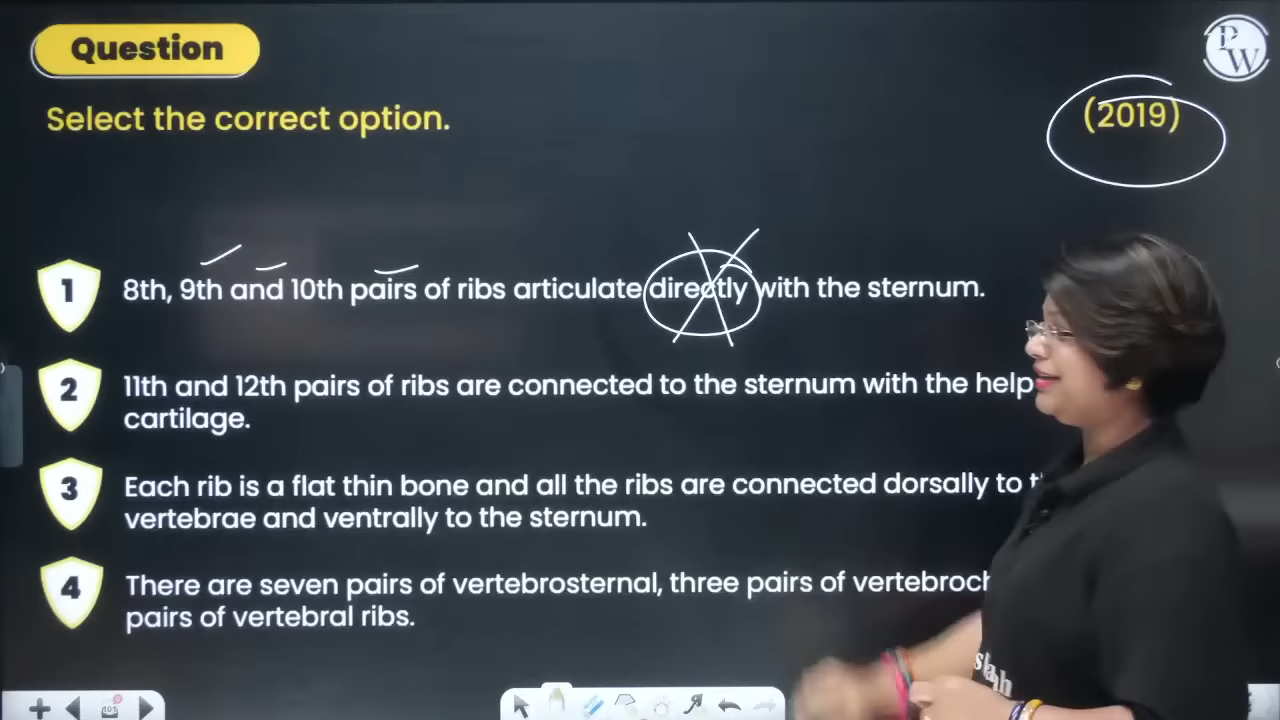 Question
PW
Select the correct option.
(2019)
1 8th, 9th and 10th pairs of ribs articulate directly with the sternum.
2 11th and 12th pairs of ribs are connected to the sternum with the help
cartilage.
3 Each rib is a flat thin bone and all the ribs are connected dorsally to
vertebrae and ventrally to the sternum.
4 There are seven pairs of vertebrosternal, three pairs of
pairs of vertebral ribs.